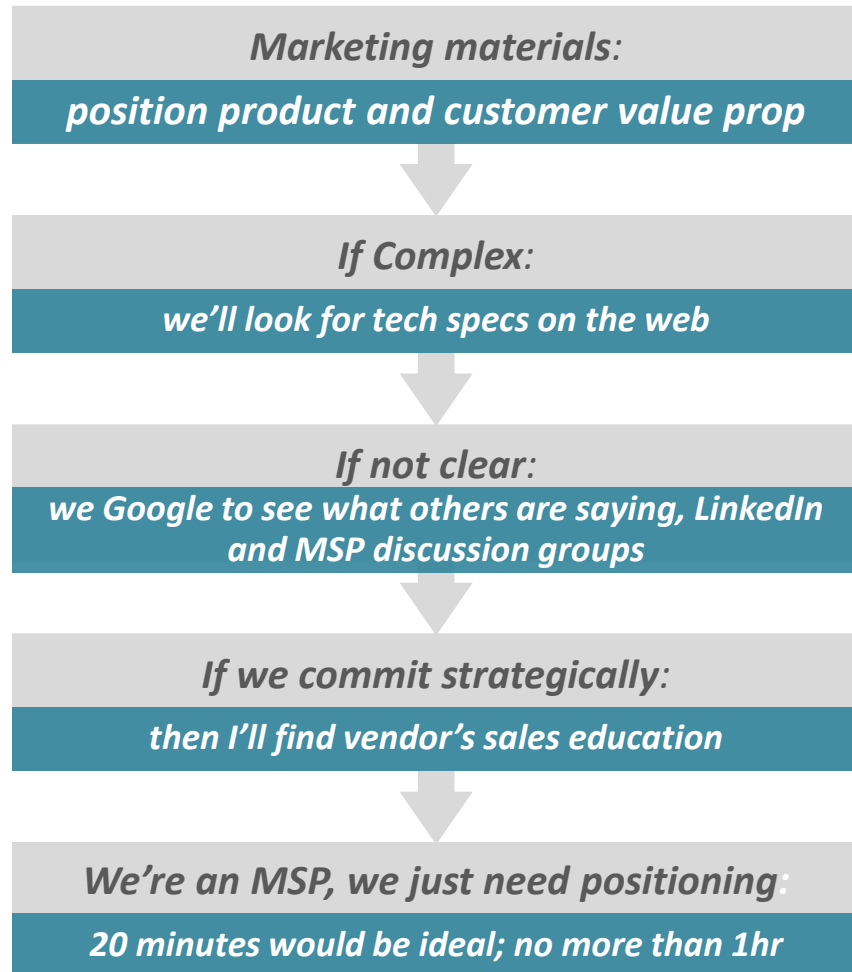 Marketing materials:
position product and customer value prop
If Complex:
we’ll look for tech specs on the web
If not clear:
we Google to see what others are saying, LinkedIn
and MSP discussion groups
If we commit strategically:
then I’ll find vendor’s sales education
We’re an MSP, we just need positioning:
20 minutes would be ideal; no more than 1hr